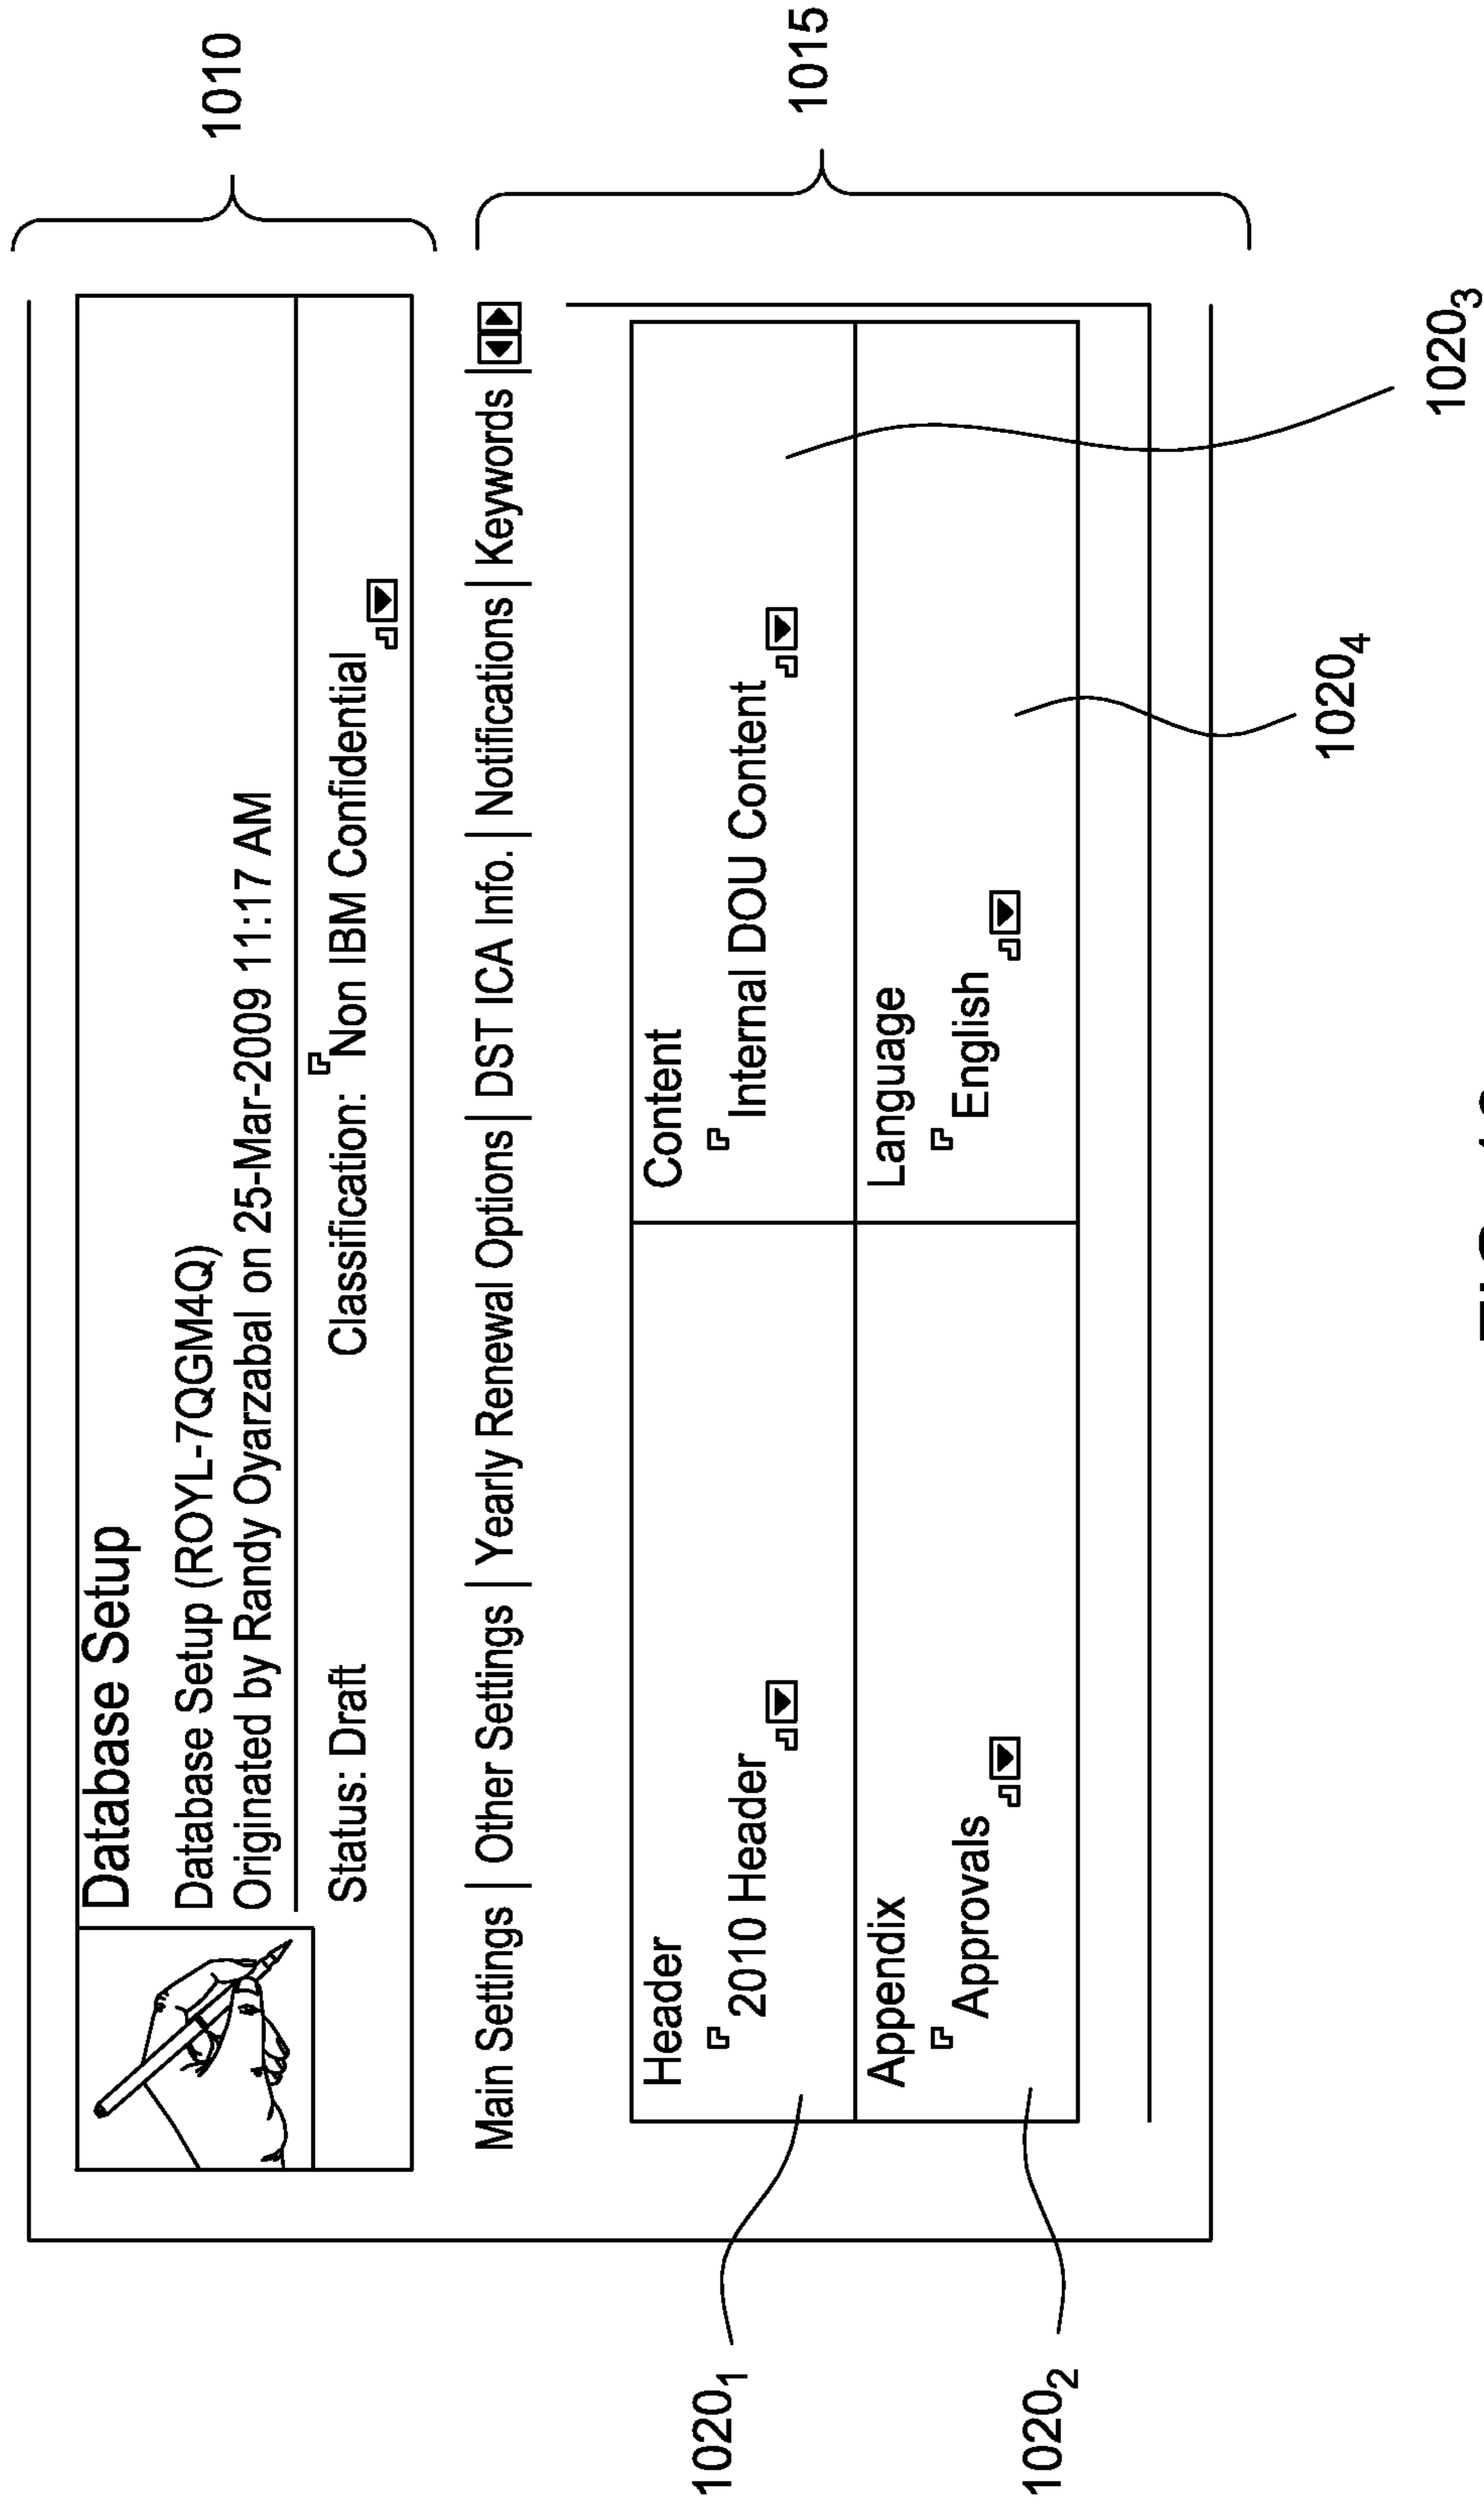 Database Setup
Database Setup (ROYL-7QGM4Q)
Originated by Randy Oyarzabal on 25-Mar-2009 11:17 AM
Status: Draft
Classification: Non IBM Confidential
1010
Main Settings | Other Settings | Yearly Renewal Options | DST ICA Info. | Notifications | Keywords |
1015
Header
2010 Header
Content
Internal DOU Content
Appendix
Approvals
Language
English
1020₁
1020₂
1020₃
1020₄